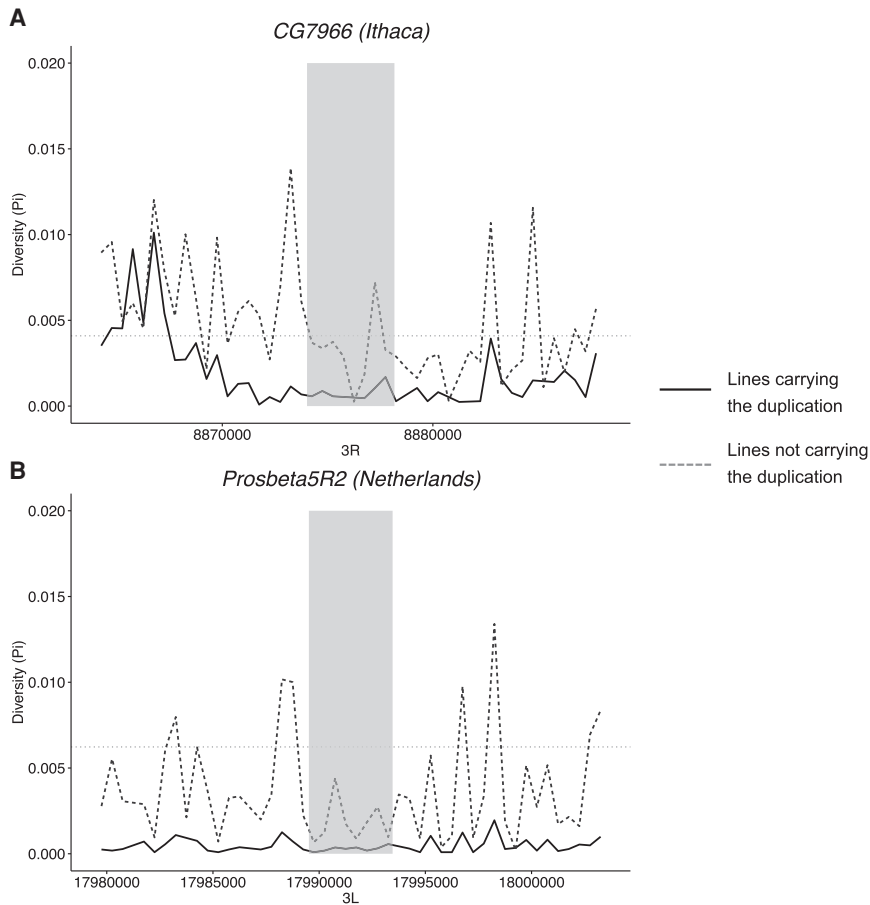 A
CG7966 (Ithaca)
0.020
0.015
0.010
0.005
0.000
Diversity (Pi)
8870000
8880000
3R
Lines carrying
the duplication
Lines not carrying
the duplication
B
Prosbeta5R2 (Netherlands)
0.020
0.015
0.010
0.005
0.000
Diversity (Pi)
17980000
17985000
17990000
17995000
18000000
3L